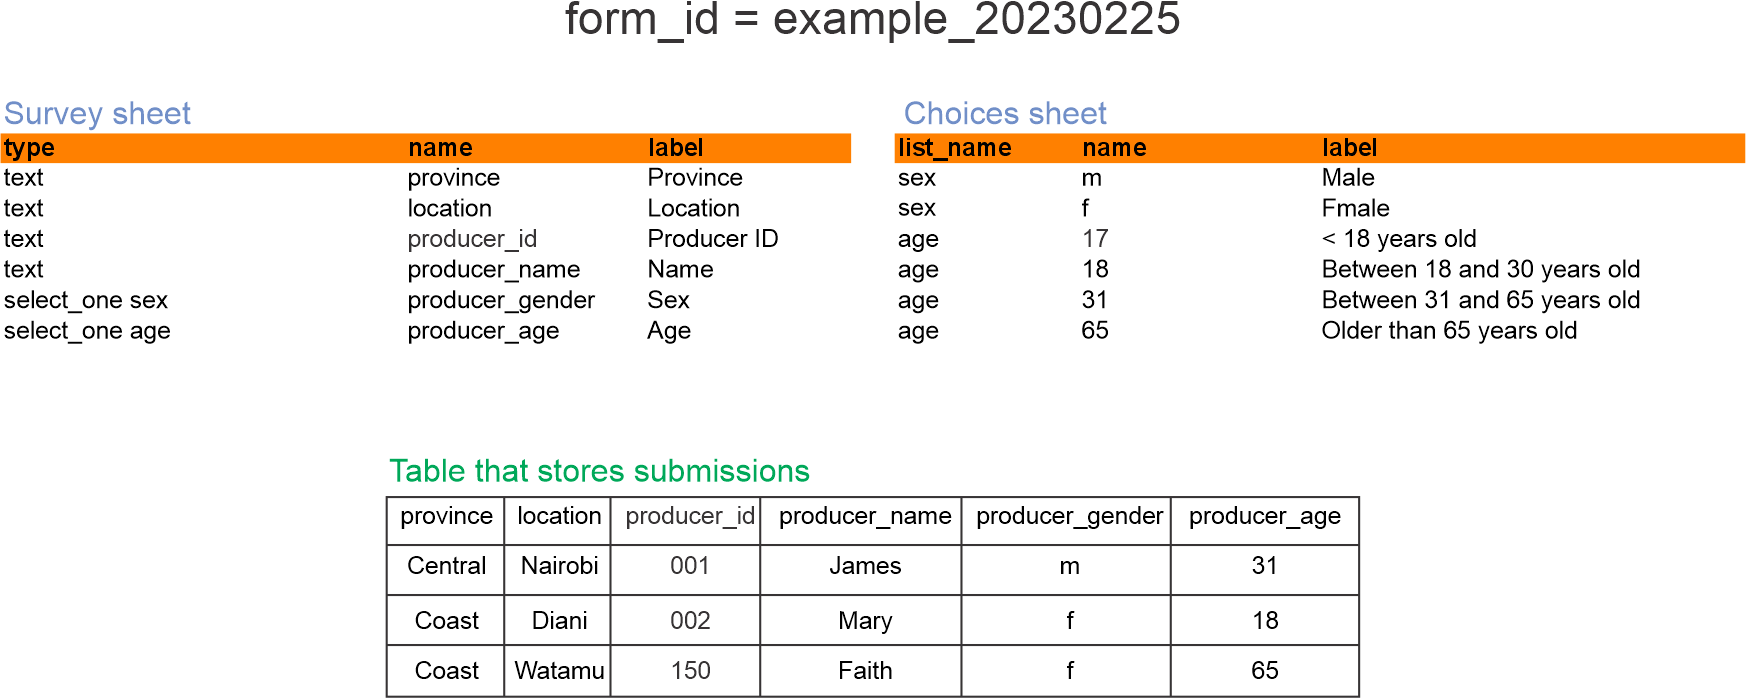 form_id = example_20230225
Survey sheet
type name label
text province Province
text location Location
text producer_id Producer ID
text producer_name Name
select_one sex producer_gender Sex
select_one age producer_age Age
Choices sheet
list_name name label
sex m Male
sex f Fmale
age 17 < 18 years old
age 18 Between 18 and 30 years old
age 31 Between 31 and 65 years old
age 65 Older than 65 years old
Table that stores submissions
province location producer_id producer_name producer_gender producer_age
Central Nairobi 001 James m 31
Coast Diani 002 Mary f 18
Coast Watamu 150 Faith f 65